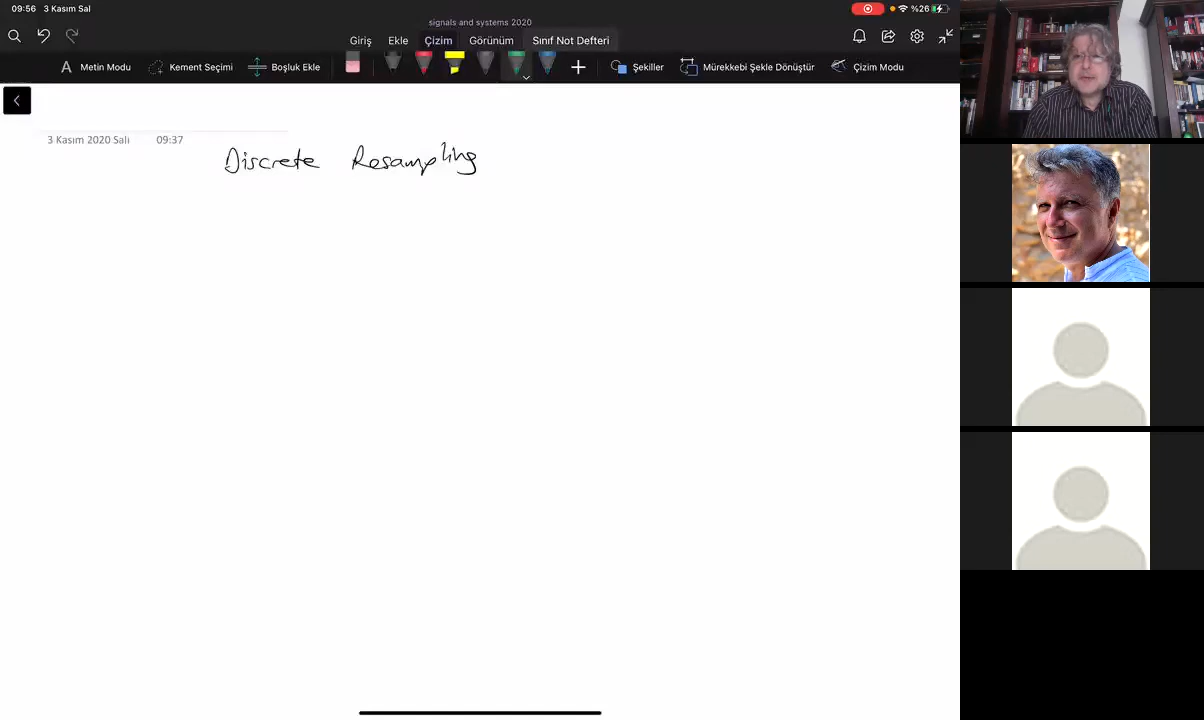 09:56 3 Kasım Sal
%26
signals and systems 2020
Giriş Ekle Çizim Görünüm Sınıf Not Defteri
Metin Modu Kement Seçimi Boşluk Ekle Şekiller Mürekkebi Şekle Dönüştür Çizim Modu
3 Kasım 2020 Salı 09:37
Discrete Resampling